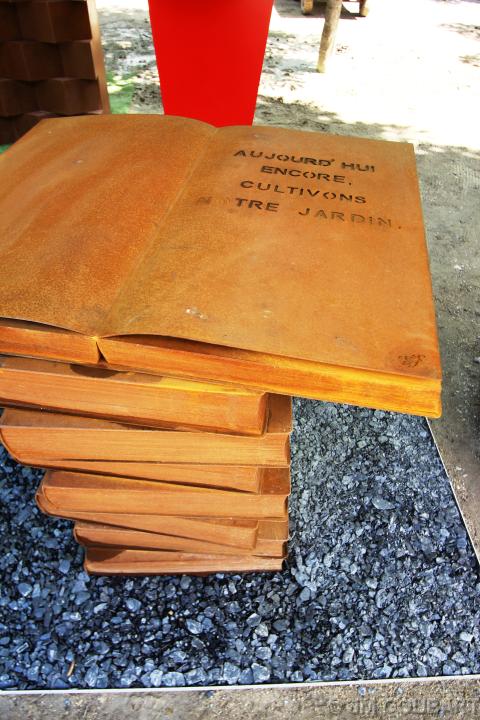 AUJOURD'HUI
ENCORE,
CULTIVONS
NOTRE JARDIN.